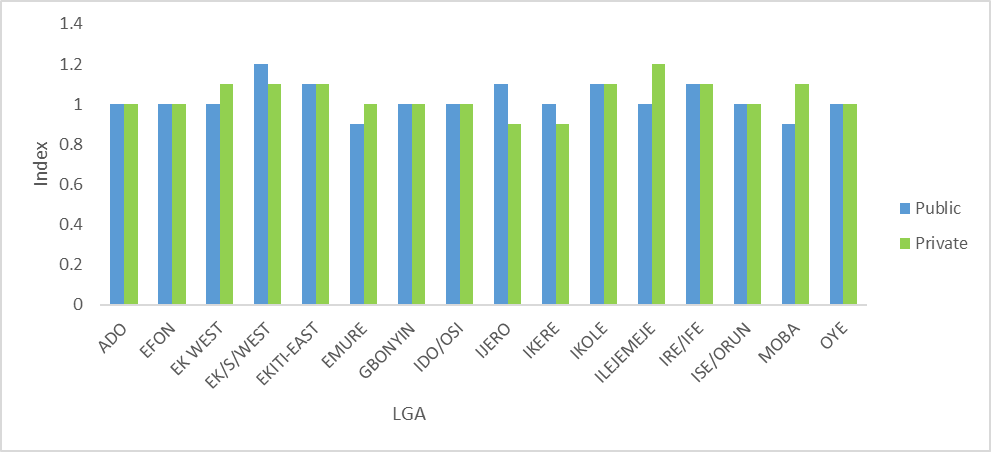 1.4
1.2
1
0.8
0.6
0.4
0.2
0
Index
ADO
EFON
EK WEST
EK/S/WEST
EKITI-EAST
EMURE
GBONYIN
IDO/OSI
IJERO
IKERE
IKOLE
ILEJEMEJE
IRE/IFE
ISE/ORUN
MOBA
OYE
LGA
Public
Private